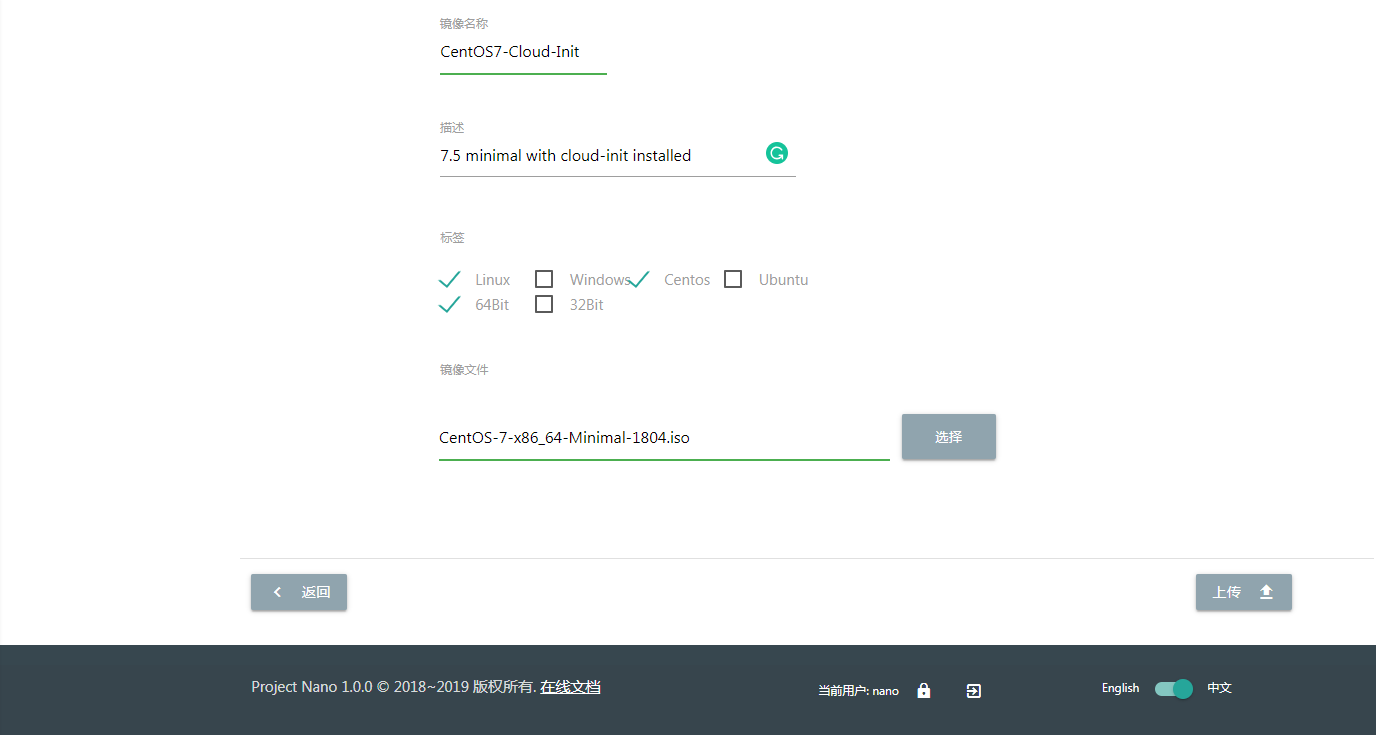 镜像名称
CentOS7-Cloud-Init
描述
7.5 minimal with cloud-init installed
标签
Linux Windows Centos Ubuntu
64Bit 32Bit
镜像文件
CentOS-7-x86_64-Minimal-1804.iso 选择
返回 上传
Project Nano 1.0.0 © 2018~2019 版权所有. 在线文档 当前用户: nano English 中文